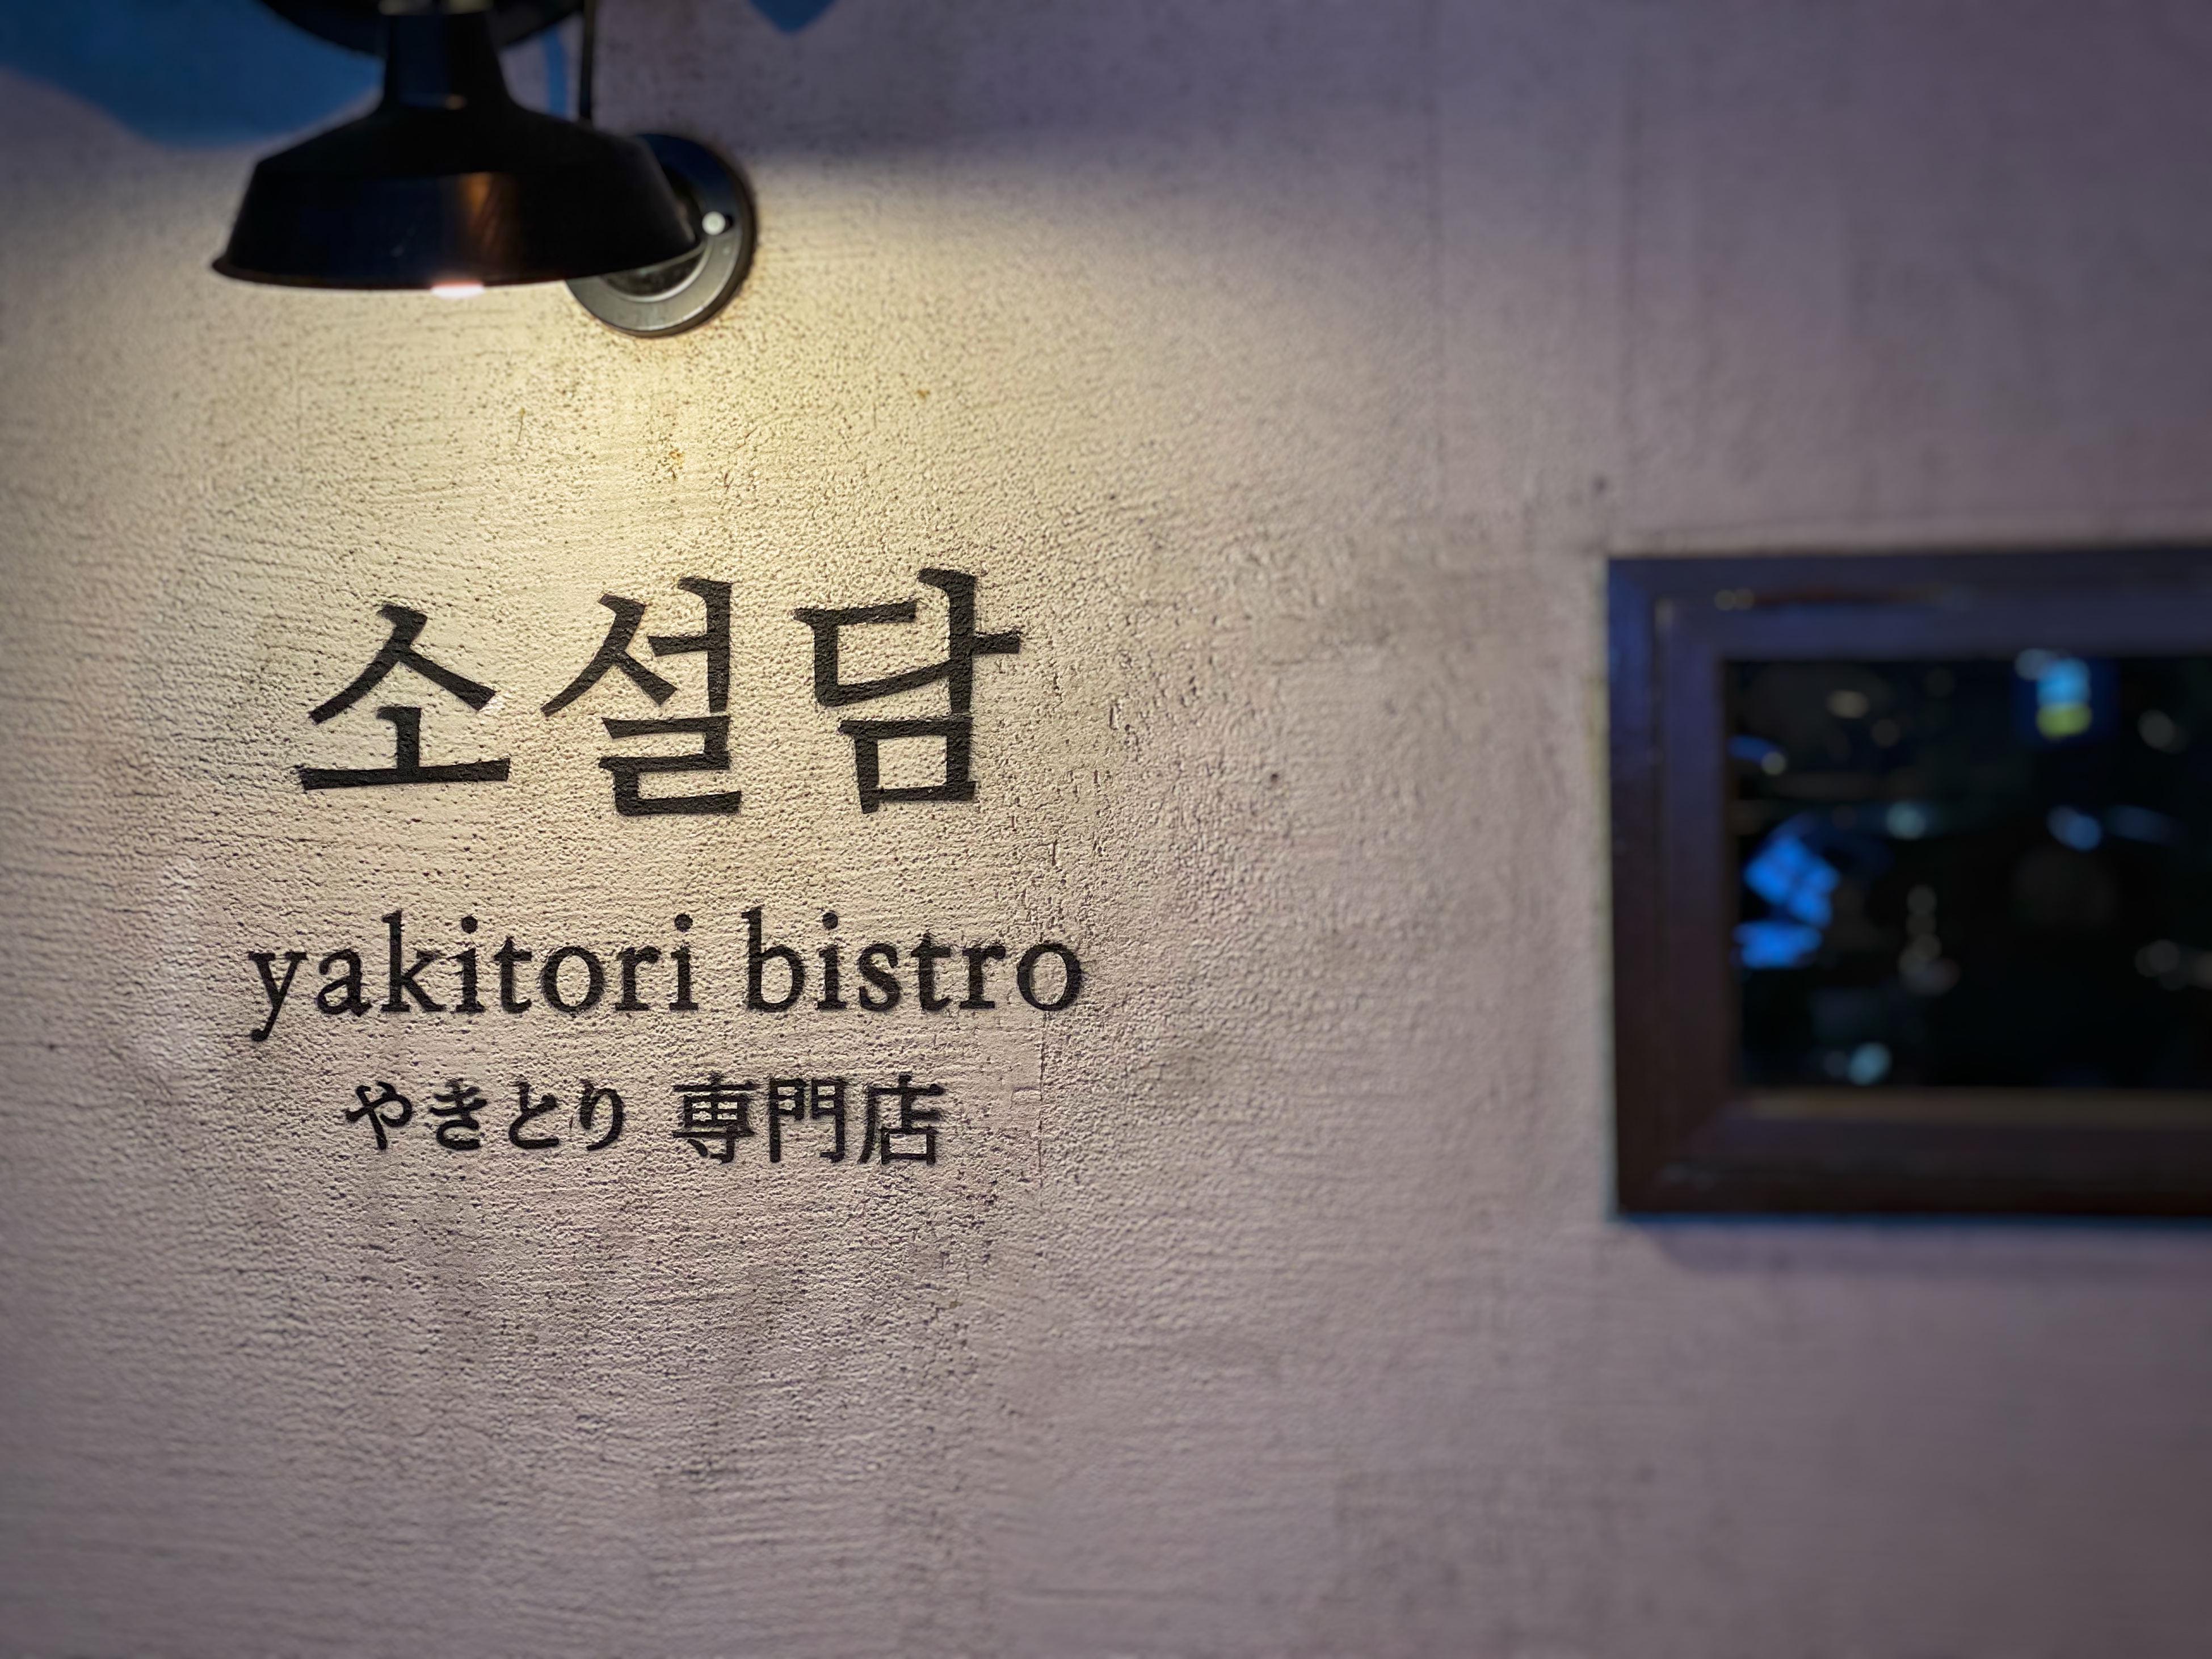 소설담
yakitori bistro
やきとり 専門店